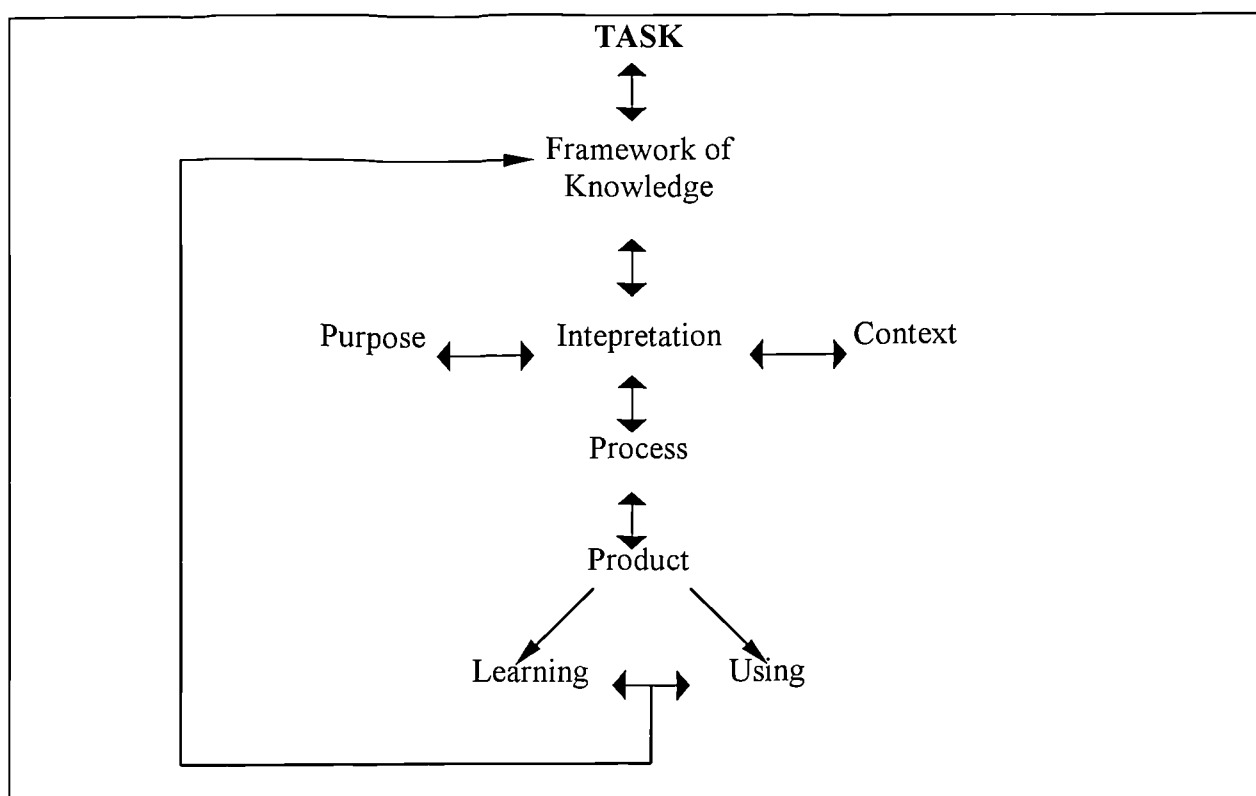 TASK
Framework of
Knowledge
Purpose Intepretation Context
Process
Product
Learning Using